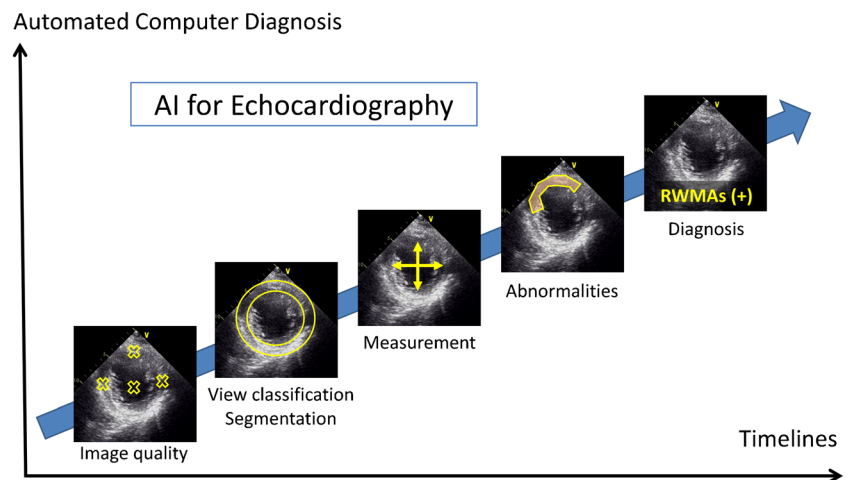 Automated Computer Diagnosis
AI for Echocardiography
RWMAs (+)
Diagnosis
Abnormalities
Measurement
View classification
Segmentation
Image quality
Timelines
V
V
V
V
V